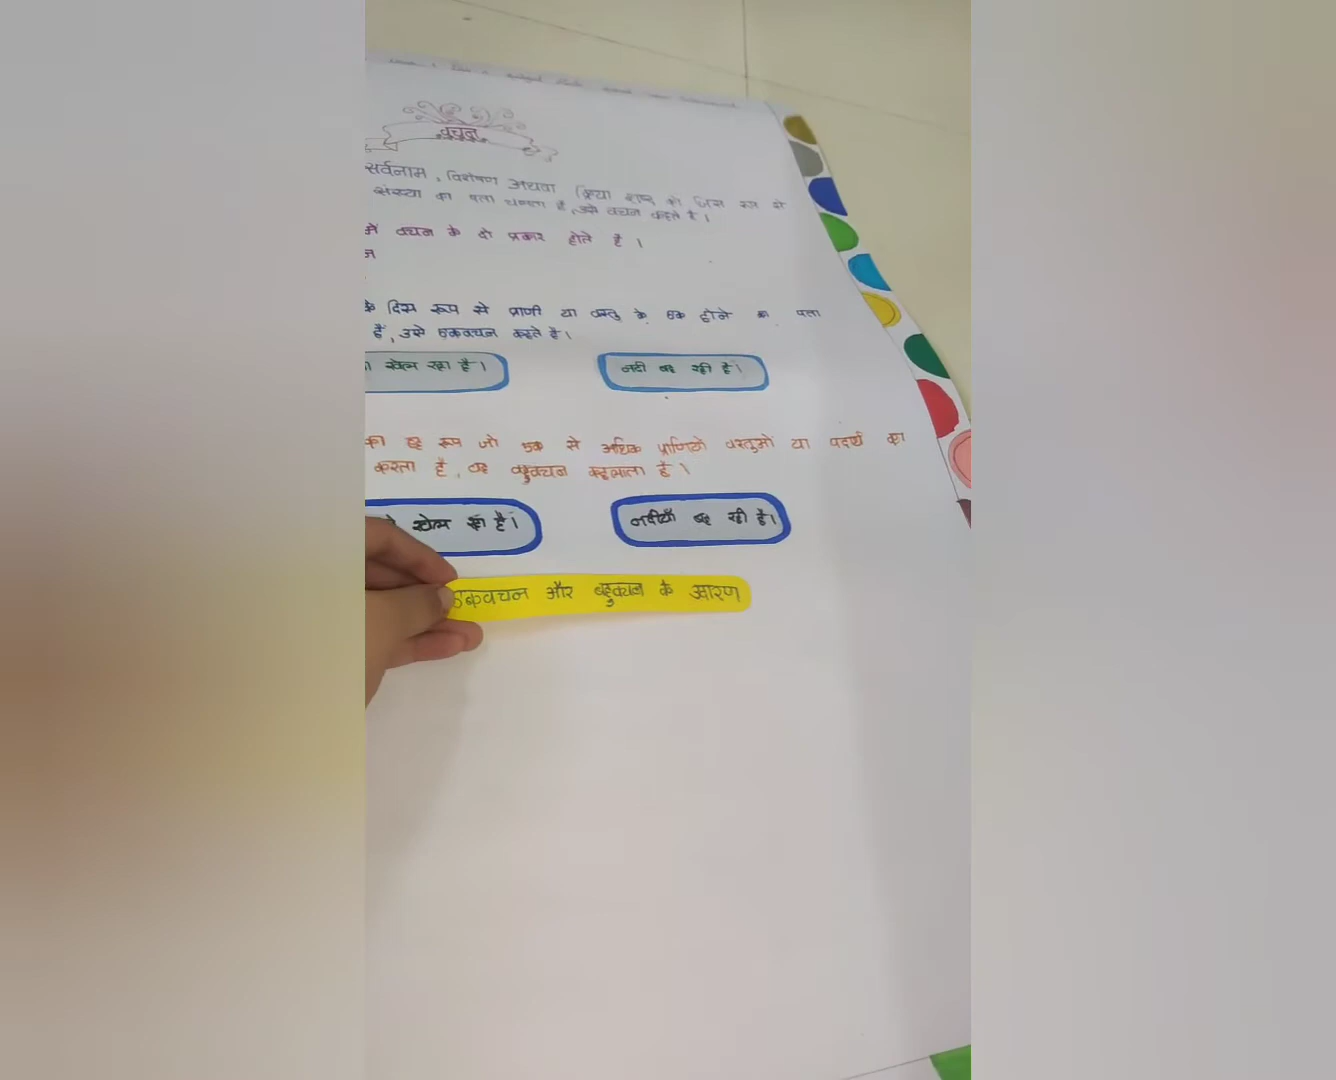 वचन
सर्वनाम, विशेषण अथवा क्रिया शब्द के जिस रूप से
संख्या का पता चलता है, उसे वचन कहते है।
में वचन के दो प्रकार होते है।
न
के दिस रूप से प्राणी या वस्तु के एक होने का पता
है, उसे एकवचन कहते है।
खेल रहा है।
नदी बह रही है।
का वह रूप जो एक से अधिक प्राणियों वस्तुओं या पदार्थ का
करता है, वह बहुवचन कहलाता है।
खेल रहे है।
नदीयाँ बह रही है।
एकवचन और बहुवचन के